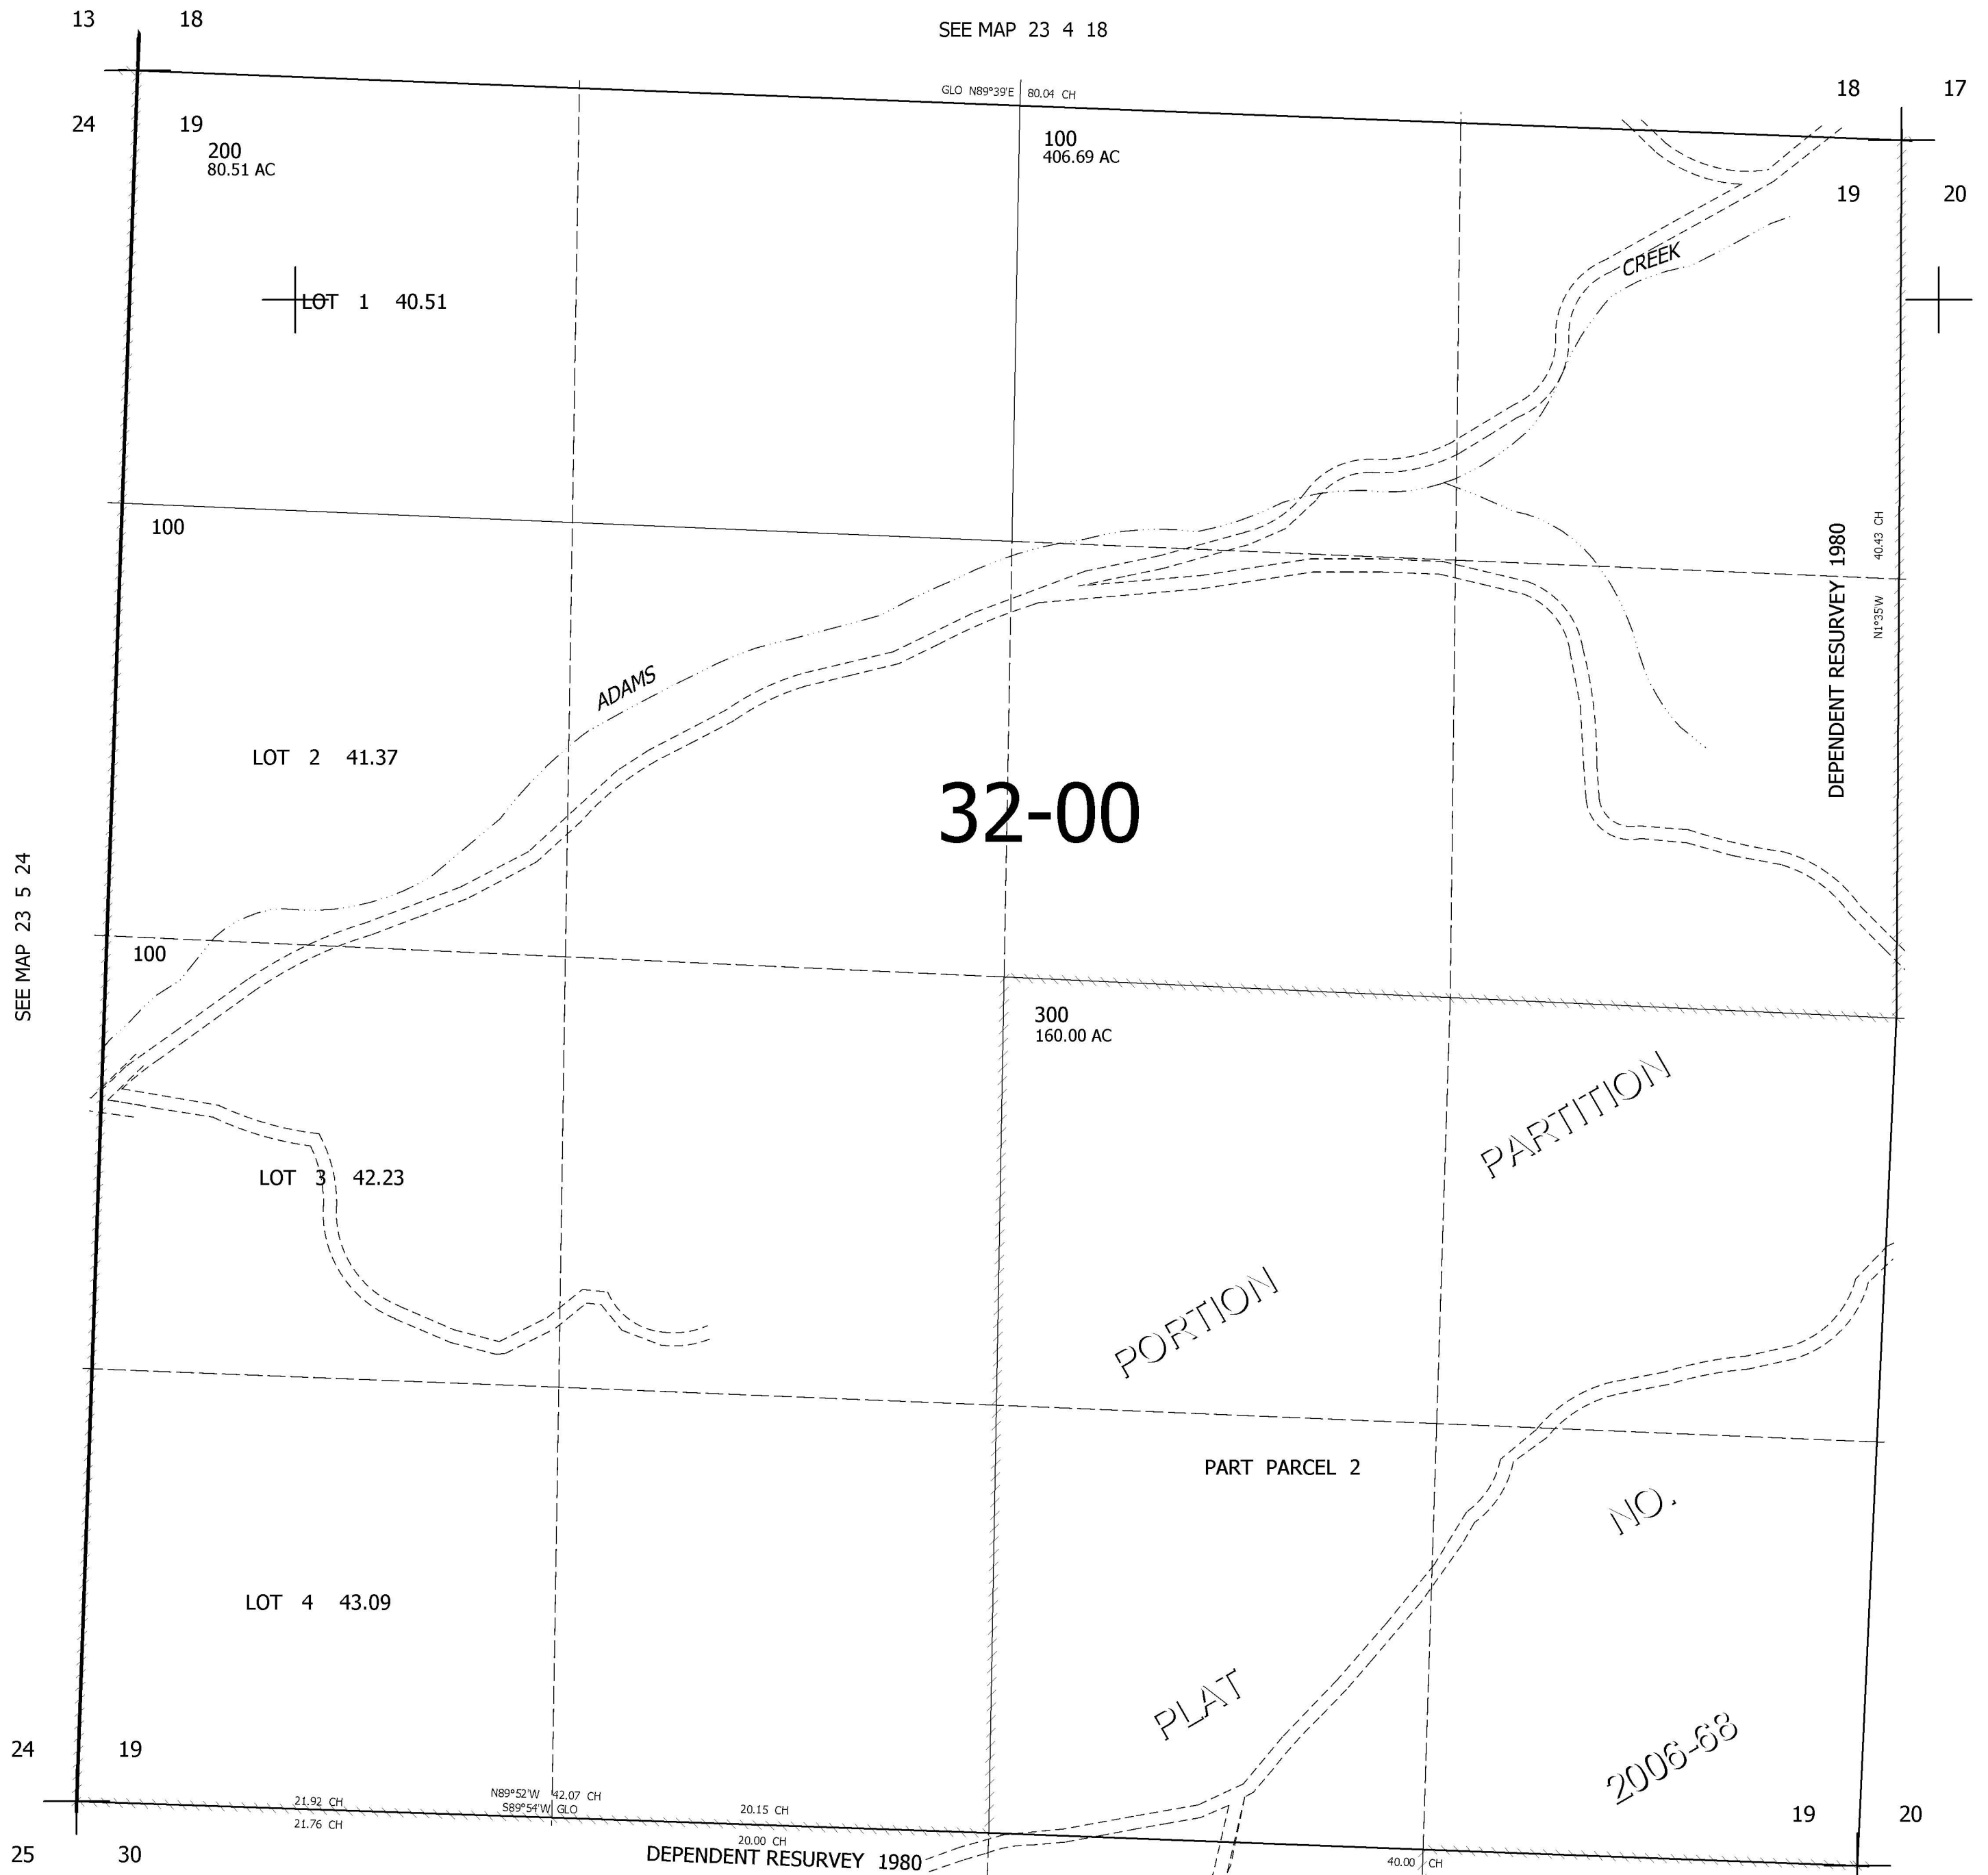 13 18
SEE MAP 23 4 18
GLO N89°39'E 80.04 CH
18 17
24 19
200
80.51 AC
100
406.69 AC
19 20
CREEK
LOT 1 40.51
100
DEPENDENT RESURVEY 1980
N1°35'W 40.43 CH
ADAMS
LOT 2 41.37
32-00
SEE MAP 23 5 24
100
300
160.00 AC
PARTITION
LOT 3 42.23
PORTION
PART PARCEL 2
NO.
LOT 4 43.09
PLAT
2006-68
24 19
21.92 CH
N89°52'W 42.07 CH
S89°54'W GLO
20.15 CH
21.76 CH
20.00 CH
19 20
25 30
DEPENDENT RESURVEY 1980
40.00 CH